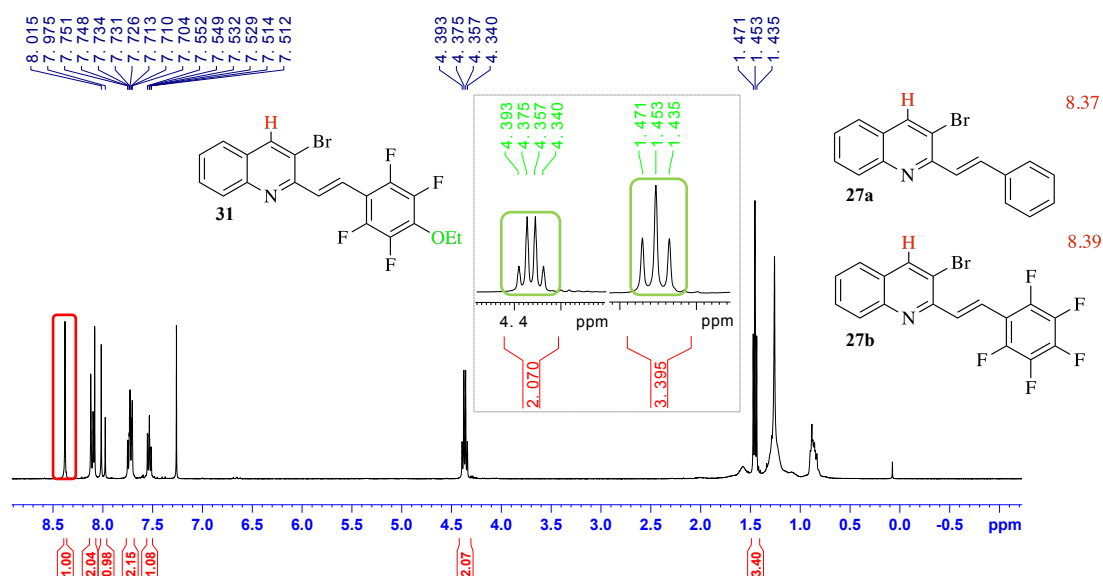 8.015
7.975
7.751
7.748
7.734
7.731
7.726
7.713
7.710
7.704
7.552
7.549
7.532
7.529
7.514
7.512
4.393
4.375
4.357
4.340
1.471
1.453
1.435
H
Br
N
F
F
F
F
OEt
31
4.393
4.375
4.357
4.340
1.471
1.453
1.435
4.4 ppm
ppm
2.070
3.395
8.37
H
Br
N
27a
8.39
H
Br
N
F
F
F
F
F
27b
8.5 8.0 7.5 7.0 6.5 6.0 5.5 5.0 4.5 4.0 3.5 3.0 2.5 2.0 1.5 1.0 0.5 0.0 -0.5 ppm
1.00
2.04
0.98
2.15
1.08
2.07
3.40